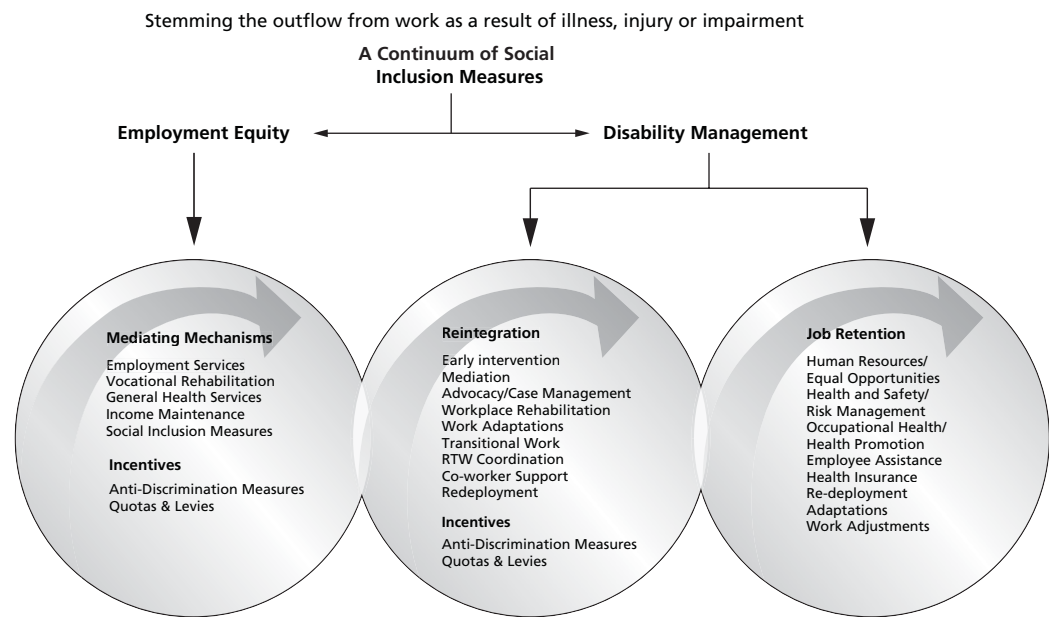 Stemming the outflow from work as a result of illness, injury or impairment
A Continuum of Social
Inclusion Measures
Employment Equity
Disability Management
Mediating Mechanisms
Employment Services
Vocational Rehabilitation
General Health Services
Income Maintenance
Social Inclusion Measures
Incentives
Anti-Discrimination Measures
Quotas & Levies
Reintegration
Early intervention
Mediation
Advocacy/Case Management
Workplace Rehabilitation
Work Adaptations
Transitional Work
RTW Coordination
Co-worker Support
Redeployment
Incentives
Anti-Discrimination Measures
Quotas & Levies
Job Retention
Human Resources/
Equal Opportunities
Health and Safety/
Risk Management
Occupational Health/
Health Promotion
Employee Assistance
Health Insurance
Re-deployment
Adaptations
Work Adjustments